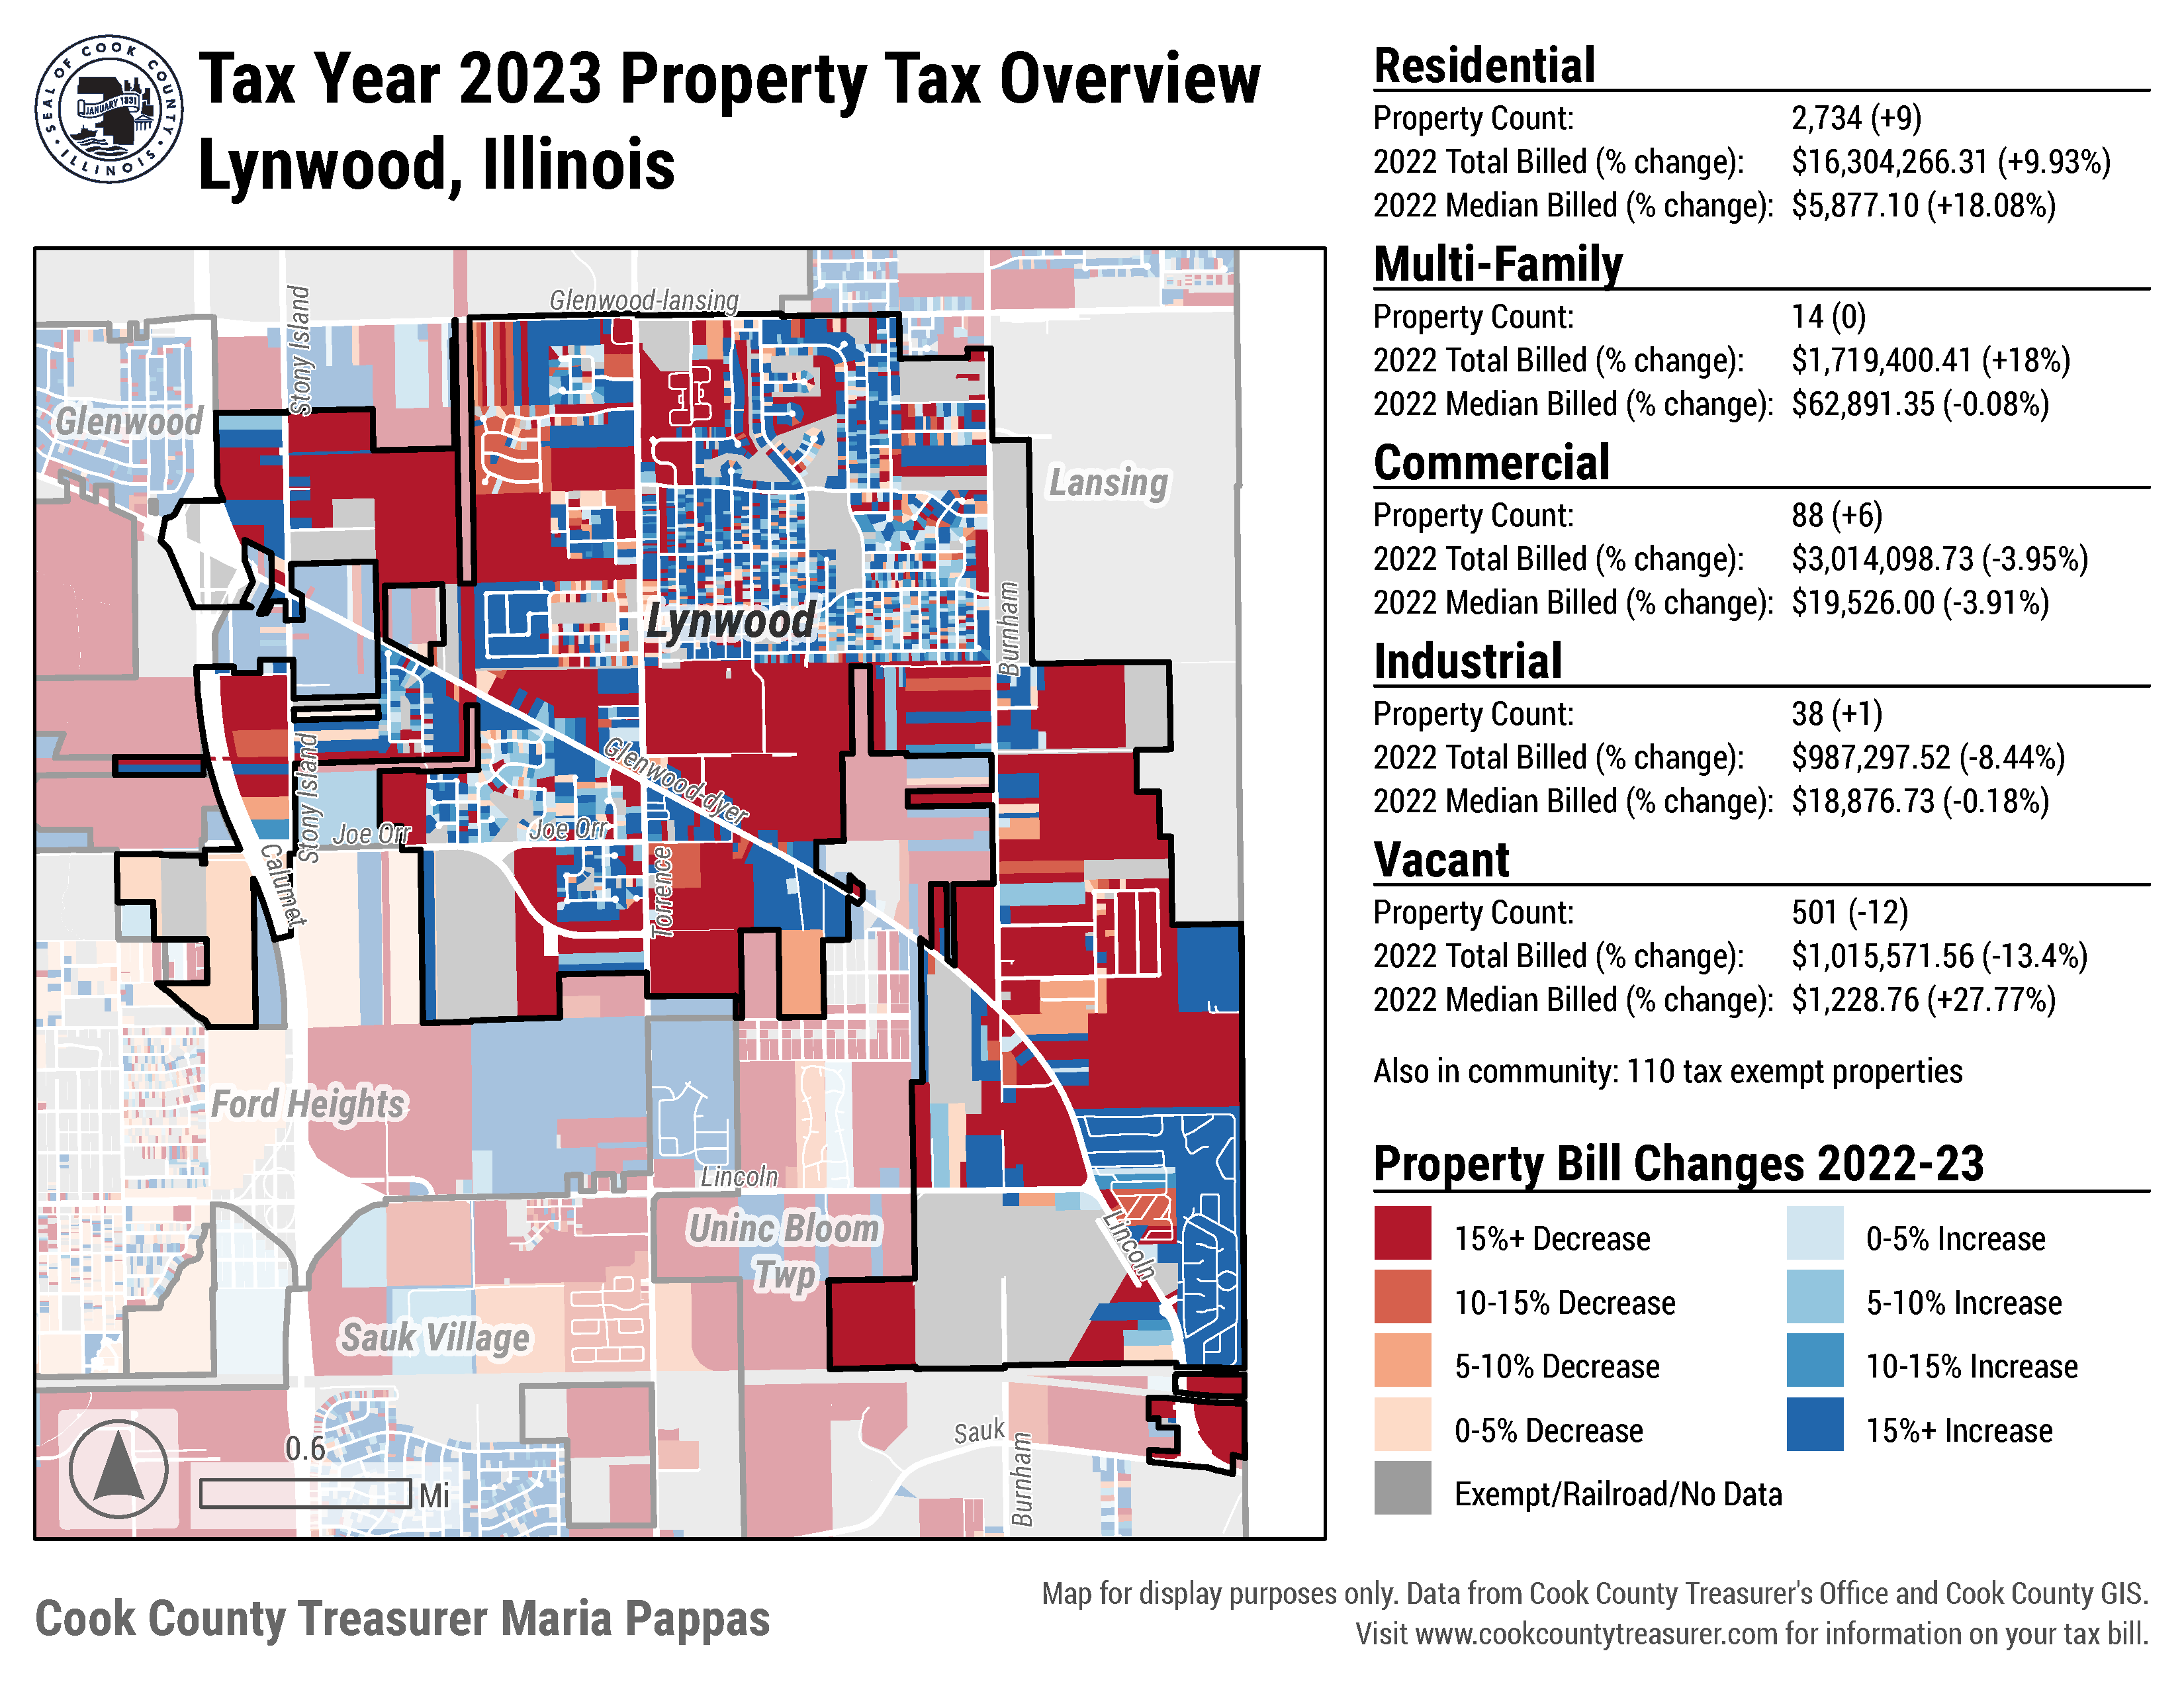 SEAL OF COOK COUNTY
ILLINOIS
JANUARY 1831
Tax Year 2023 Property Tax Overview
Lynwood, Illinois
Glenwood-lansing
Stony Island
Glenwood
Lansing
Lynwood
Burnham
Stony Island
Glenwood-dyer
Joe Orr
Joe Orr
Calumet
Torrence
Ford Heights
Lincoln
Uninc Bloom
Twp
Lincoln
Sauk Village
Sauk
Burnham
0.6
Mi
Residential
Property Count: 2,734 (+9)
2022 Total Billed (% change): $16,304,266.31 (+9.93%)
2022 Median Billed (% change): $5,877.10 (+18.08%)
Multi-Family
Property Count: 14 (0)
2022 Total Billed (% change): $1,719,400.41 (+18%)
2022 Median Billed (% change): $62,891.35 (-0.08%)
Commercial
Property Count: 88 (+6)
2022 Total Billed (% change): $3,014,098.73 (-3.95%)
2022 Median Billed (% change): $19,526.00 (-3.91%)
Industrial
Property Count: 38 (+1)
2022 Total Billed (% change): $987,297.52 (-8.44%)
2022 Median Billed (% change): $18,876.73 (-0.18%)
Vacant
Property Count: 501 (-12)
2022 Total Billed (% change): $1,015,571.56 (-13.4%)
2022 Median Billed (% change): $1,228.76 (+27.77%)
Also in community: 110 tax exempt properties
Property Bill Changes 2022-23
15%+ Decrease
10-15% Decrease
5-10% Decrease
0-5% Decrease
Exempt/Railroad/No Data
0-5% Increase
5-10% Increase
10-15% Increase
15%+ Increase
Cook County Treasurer Maria Pappas
Map for display purposes only. Data from Cook County Treasurer's Office and Cook County GIS.
Visit www.cookcountytreasurer.com for information on your tax bill.